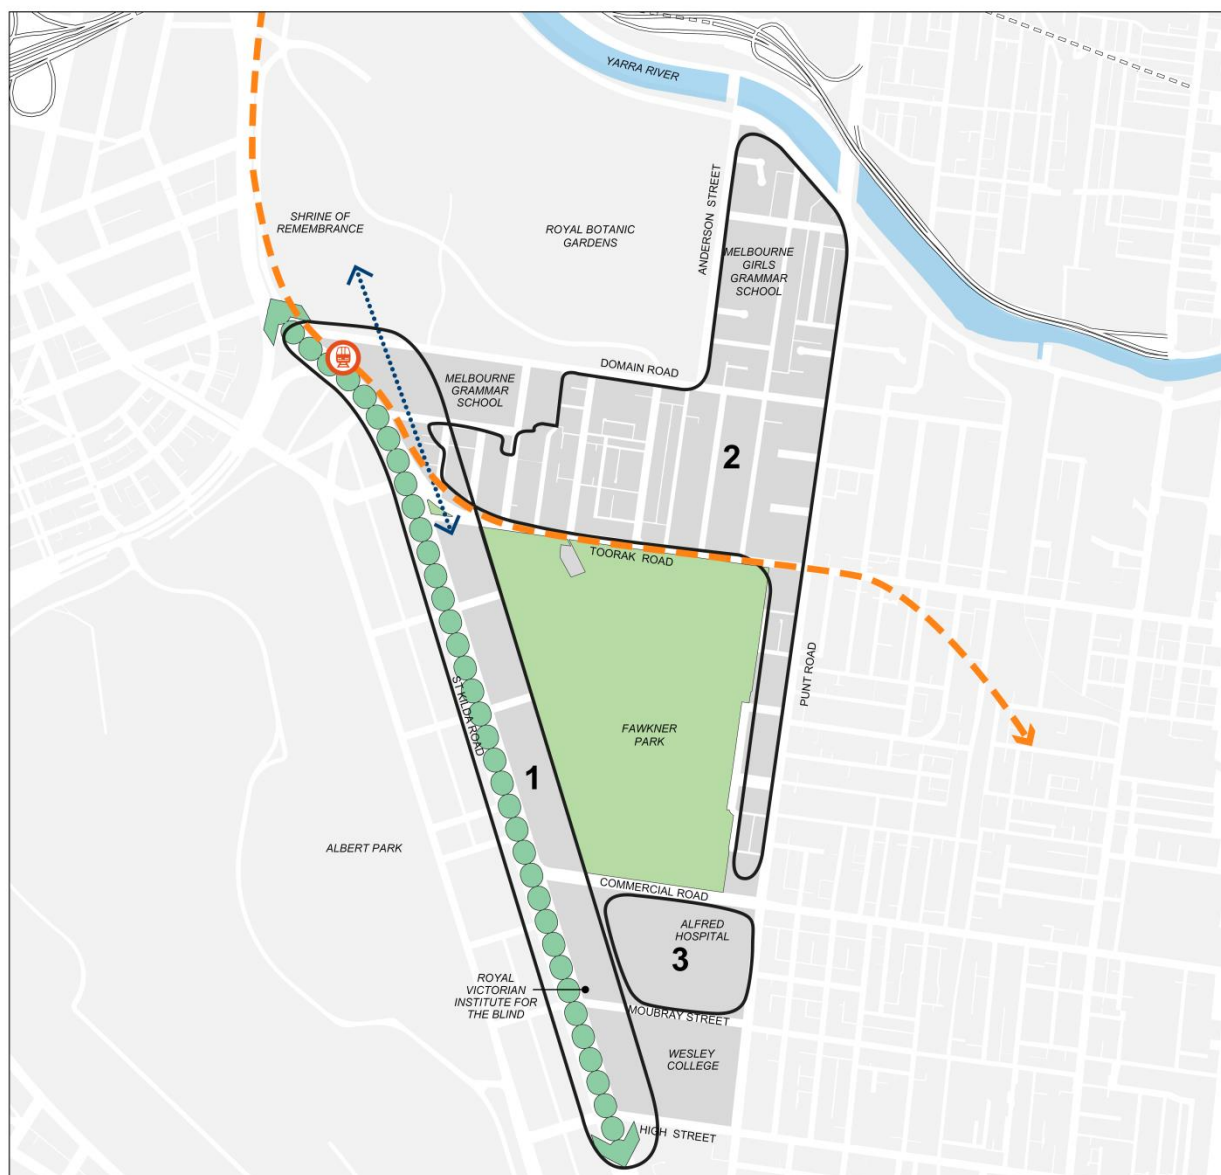 YARRA RIVER
ANDERSON STREET
SHRINE OF
REMEMBRANCE
ROYAL BOTANIC
GARDENS
MELBOURNE
GIRLS
GRAMMAR
SCHOOL
DOMAIN ROAD
MELBOURNE
GRAMMAR
SCHOOL
2
TOORAK ROAD
PUNT ROAD
ST KILDA ROAD
FAWKNER
PARK
1
ALBERT PARK
COMMERCIAL ROAD
ALFRED
HOSPITAL
3
ROYAL
VICTORIAN
INSTITUTE FOR
THE BLIND
MOUBRAY STREET
WESLEY
COLLEGE
HIGH STREET